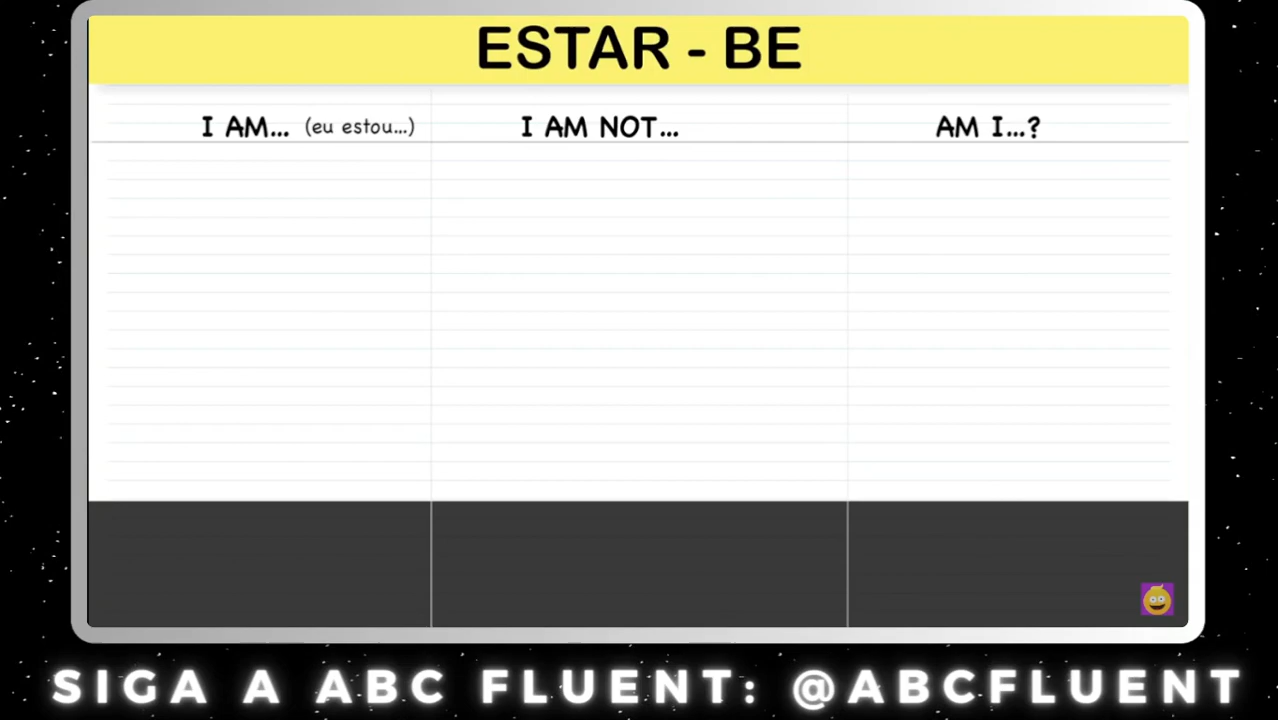 ESTAR - BE
I AM... (eu estou...) I AM NOT... AM I...?
SIGA A ABC FLUENT: @ABCFLUENT